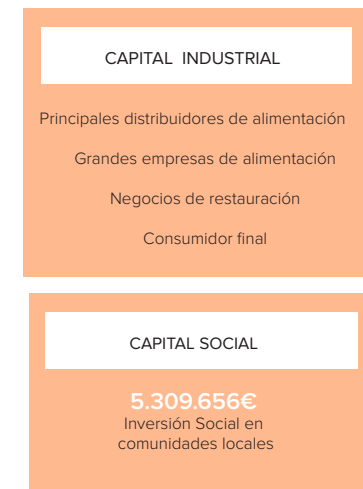 CAPITAL INDUSTRIAL
Principales distribuidores de alimentación
Grandes empresas de alimentación
Negocios de restauración
Consumidor final
CAPITAL SOCIAL
5.309.656€
Inversión Social en
comunidades locales